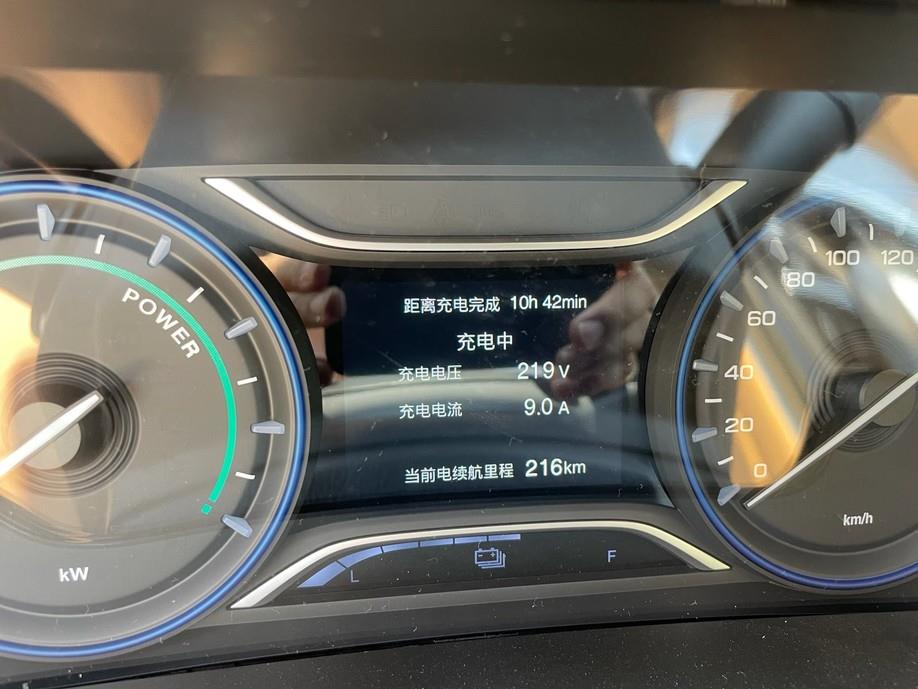 距离充电完成 10h 42min
充电中
充电电压 219 V
充电电流 9.0 A
当前电续航里程 216km
POWER
kW
0
20
40
60
80
100
120
km/h
L
F